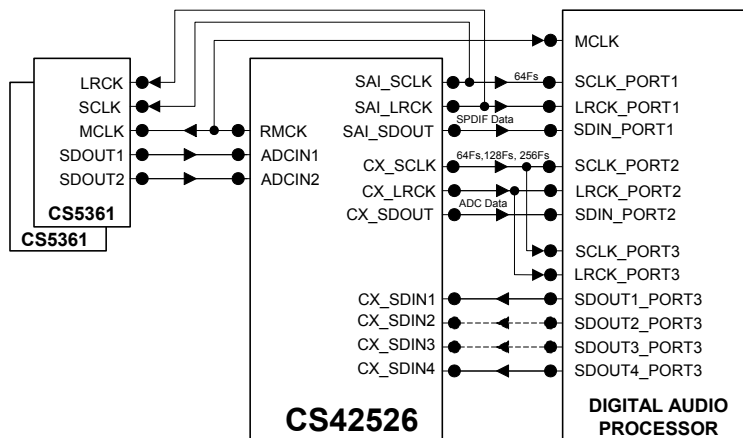 LRCK
SCLK
MCLK
SDOUT1
SDOUT2
CS5361
CS5361
RMCK
ADCIN1
ADCIN2
SAI_SCLK
SAI_LRCK
SAI_SDOUT
CX_SCLK
CX_LRCK
CX_SDOUT
CX_SDIN1
CX_SDIN2
CX_SDIN3
CX_SDIN4
CS42526
64Fs
SPDIF Data
64Fs,128Fs, 256Fs
ADC Data
MCLK
SCLK_PORT1
LRCK_PORT1
SDIN_PORT1
SCLK_PORT2
LRCK_PORT2
SDIN_PORT2
SCLK_PORT3
LRCK_PORT3
SDOUT1_PORT3
SDOUT2_PORT3
SDOUT3_PORT3
SDOUT4_PORT3
DIGITAL AUDIO
PROCESSOR